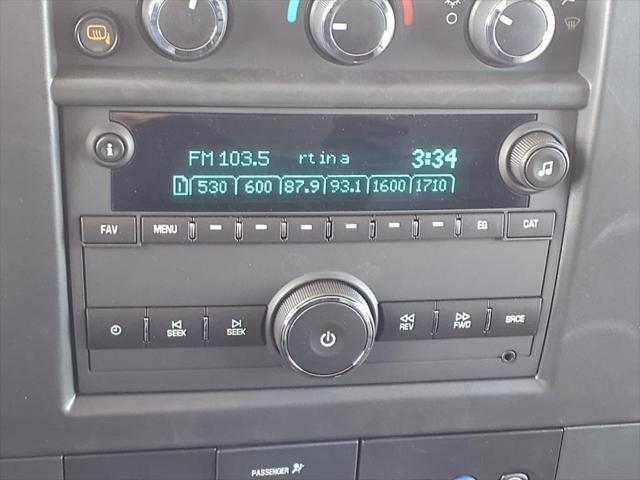 FM 103.5 rtina 3:34
1 530 600 87.9 93.1 1600 1710
FAV MENU EQ CAT
SEEK SEEK REV FWD SRCE
PASSENGER